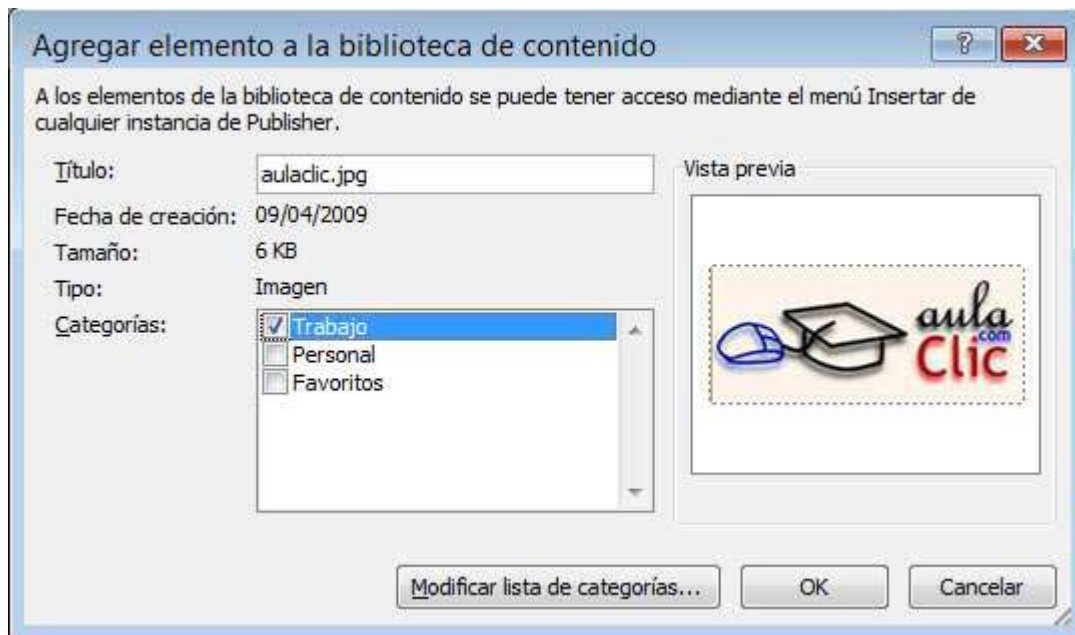 Agregar elemento a la biblioteca de contenido
A los elementos de la biblioteca de contenido se puede tener acceso mediante el menú Insertar de
cualquier instancia de Publisher.
Título:
aulaclic.jpg
Fecha de creación: 09/04/2009
Tamaño: 6 KB
Tipo: Imagen
Categorías:
Trabajo
Personal
Favoritos
Vista previa
aula
.com
Clic
Modificar lista de categorías...
OK
Cancelar